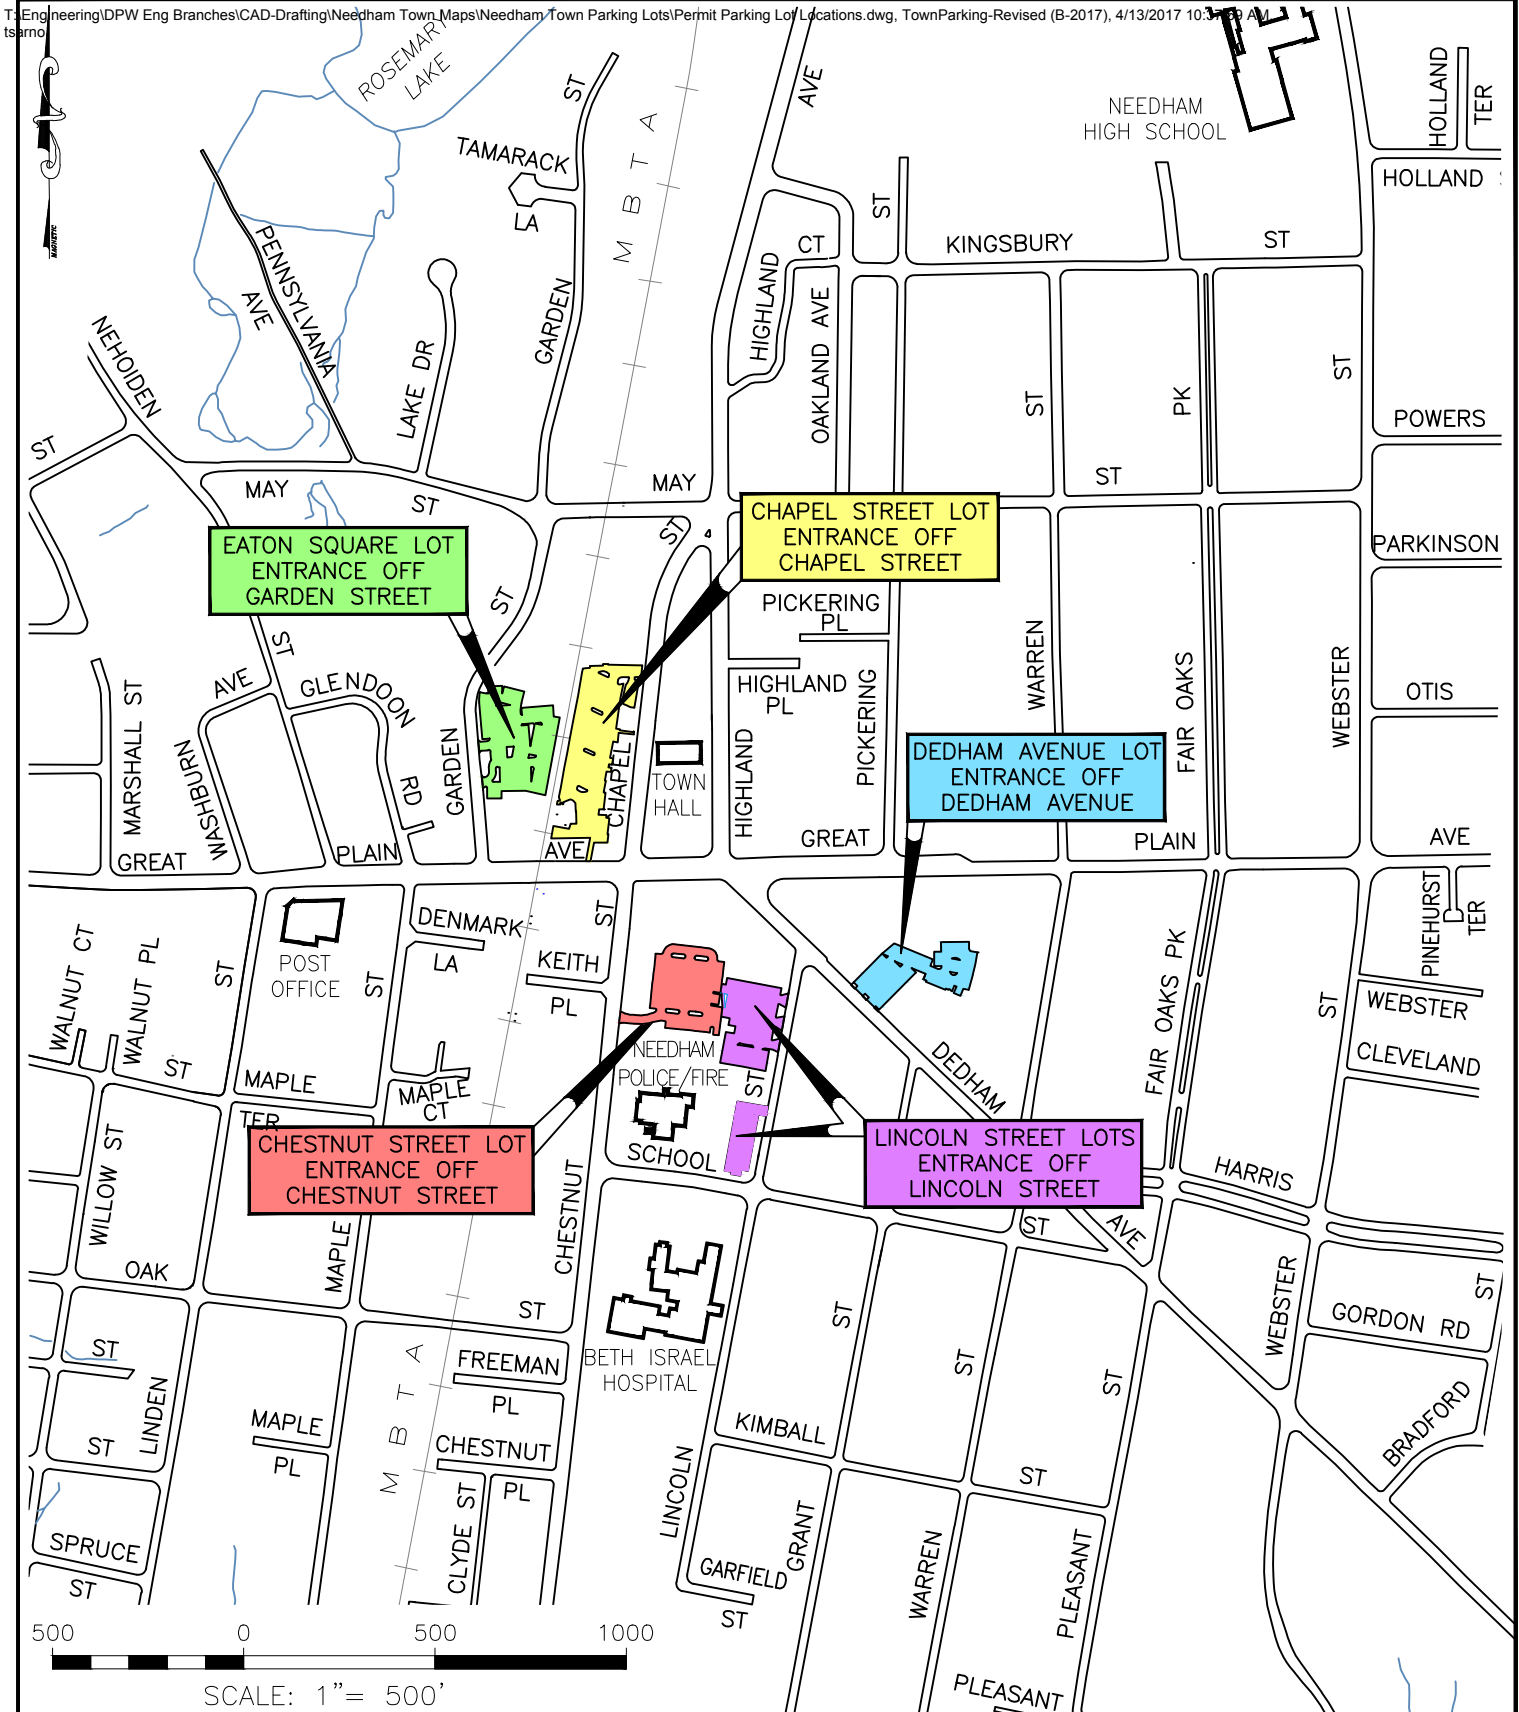 T:\Engineering\DPW Eng Branches\CAD-Drafting\Needham Town Maps\Needham Town Parking Lots\Permit Parking Lot Locations.dwg, TownParking-Revised (B-2017), 4/13/2017 AM
tsarno
MAGNETIC
ROSEMARY
LAKE
ST
AVE
NEEDHAM
HIGH SCHOOL
HOLLAND
TER
HOLLAND
TAMARACK
LA
MBTA
ST
CT
KINGSBURY
ST
PENNSYLVANIA
AVE
GARDEN
HIGHLAND
OAKLAND AVE
NEHOIDEN
ST
LAKE DR
ST
PK
ST
POWERS
MAY
ST
MAY
ST
PARKINSON
EATON SQUARE LOT
ENTRANCE OFF
GARDEN STREET
CHAPEL STREET LOT
ENTRANCE OFF
CHAPEL STREET
ST
ST
ST
PICKERING
PL
WARREN
FAIR OAKS
WEBSTER
OTIS
AVE
GLENDOON
RD
MARSHALL ST
WASHBURN
GARDEN
CHAPEL
TOWN
HALL
HIGHLAND
PL
HIGHLAND
PICKERING
DEDHAM AVENUE LOT
ENTRANCE OFF
DEDHAM AVENUE
GREAT
PLAIN
AVE
GREAT
PLAIN
AVE
POST
OFFICE
DENMARK
LA
KEITH
PL
ST
ST
ST
WALNUT CT
WALNUT PL
ST
MAPLE
TER
MAPLE
CT
NEEDHAM
POLICE/FIRE
ST
SCHOOL
DEDHAM
FAIR OAKS PK
ST
PINEHURST
TER
WEBSTER
CLEVELAND
CHESTNUT STREET LOT
ENTRANCE OFF
CHESTNUT STREET
LINCOLN STREET LOTS
ENTRANCE OFF
LINCOLN STREET
WILLOW ST
MAPLE
CHESTNUT
HARRIS
ST
AVE
OAK
ST
BETH ISRAEL
HOSPITAL
ST
ST
ST
WEBSTER
GORDON RD
ST
BRADFORD
ST
ST
LINDEN
MAPLE
PL
MBTA
FREEMAN
PL
CHESTNUT
PL
CLYDE ST
KIMBALL
ST
LINCOLN
GRANT
WARREN
PLEASANT
GARFIELD
ST
SPRUCE
ST
PLEASANT
500 0 500 1000
SCALE: 1"= 500'